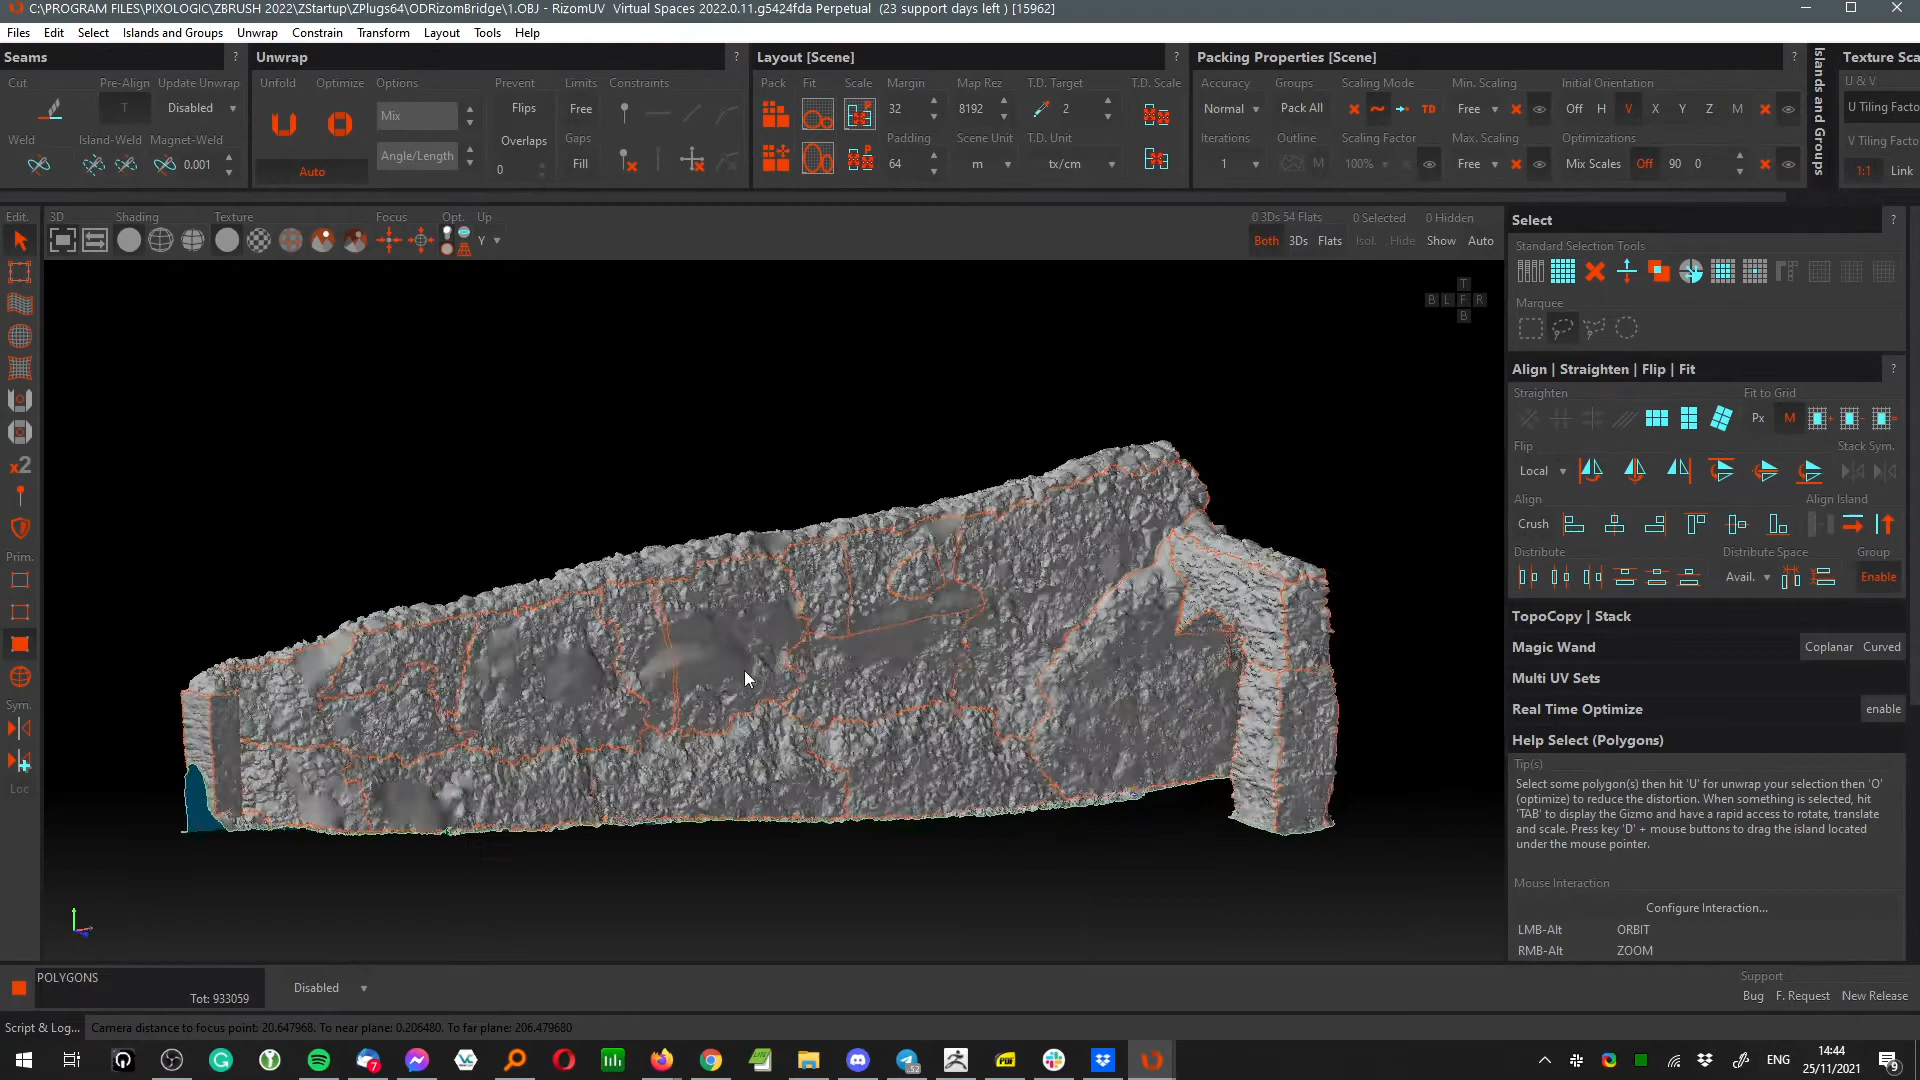 C:\PROGRAM FILES\PIXOLOGIC\ZBRUSH 2022\ZStartup\ZPlugs64\ODRizomBridge\1.OBJ - RizomUV  Virtual Spaces 2022.0.11.g5424fda Perpetual  (23 support days left ) [15962]
Files Edit Select Islands and Groups Unwrap Constrain Transform Layout Tools Help
Seams ? Unwrap ? Layout [Scene] ? Packing Properties [Scene] ? Texture Sca
Cut Pre-Align Update Unwrap Unfold Optimize Options Prevent Limits Constraints Pack Fit Scale Margin Map Rez T.D. Target T.D. Scale Accuracy Groups Scaling Mode Min. Scaling Initial Orientation U & V
T Disabled Mix Flips Free 32 8192 2 Normal Pack All TD Free Off H V X Y Z M U Tiling Facto
Weld Island-Weld Magnet-Weld Overlaps Gaps Padding Scene Unit T.D. Unit Iterations Outline Scaling Factor Max. Scaling Optimizations V Tiling Facto
0.001 Auto Angle/Length 0 Fill 64 m tx/cm 1 M 100% Free Mix Scales Off 90 0 1:1 Link
Islands and Groups
Edit. 3D Shading Texture Focus Opt. Up 0 3Ds 54 Flats 0 Selected 0 Hidden
Y Both 3Ds Flats Isol. Hide Show Auto
Select ?
Standard Selection Tools
Marquee
T
B L F R
B
Align | Straighten | Flip | Fit ?
Straighten Fit to Grid
Px M
Flip Stack Sym.
Local
Align Align Island
Crush
Distribute Distribute Space Group
Avail. Enable
TopoCopy | Stack
Magic Wand Coplanar Curved
Multi UV Sets
Real Time Optimize enable
Help Select (Polygons)
Tip(s)
Select some polygon(s) then hit 'U' for unwrap your selection then 'O'
(optimize) to reduce the distortion. When something is selected, hit
'TAB' to display the Gizmo and have a rapid access to rotate, translate
and scale. Press key 'D' + mouse buttons to drag the island located
under the mouse pointer.
Mouse Interaction
Configure Interaction...
LMB-Alt ORBIT
RMB-Alt ZOOM
x2
Prim.
Sym.
Loc
POLYGONS
Tot: 933059
Disabled
Support
Bug F. Request New Release
Script & Log... Camera distance to focus point: 20.647968. To near plane: 0.206480. To far plane: 206.479680
ENG 14:44
25/11/2021